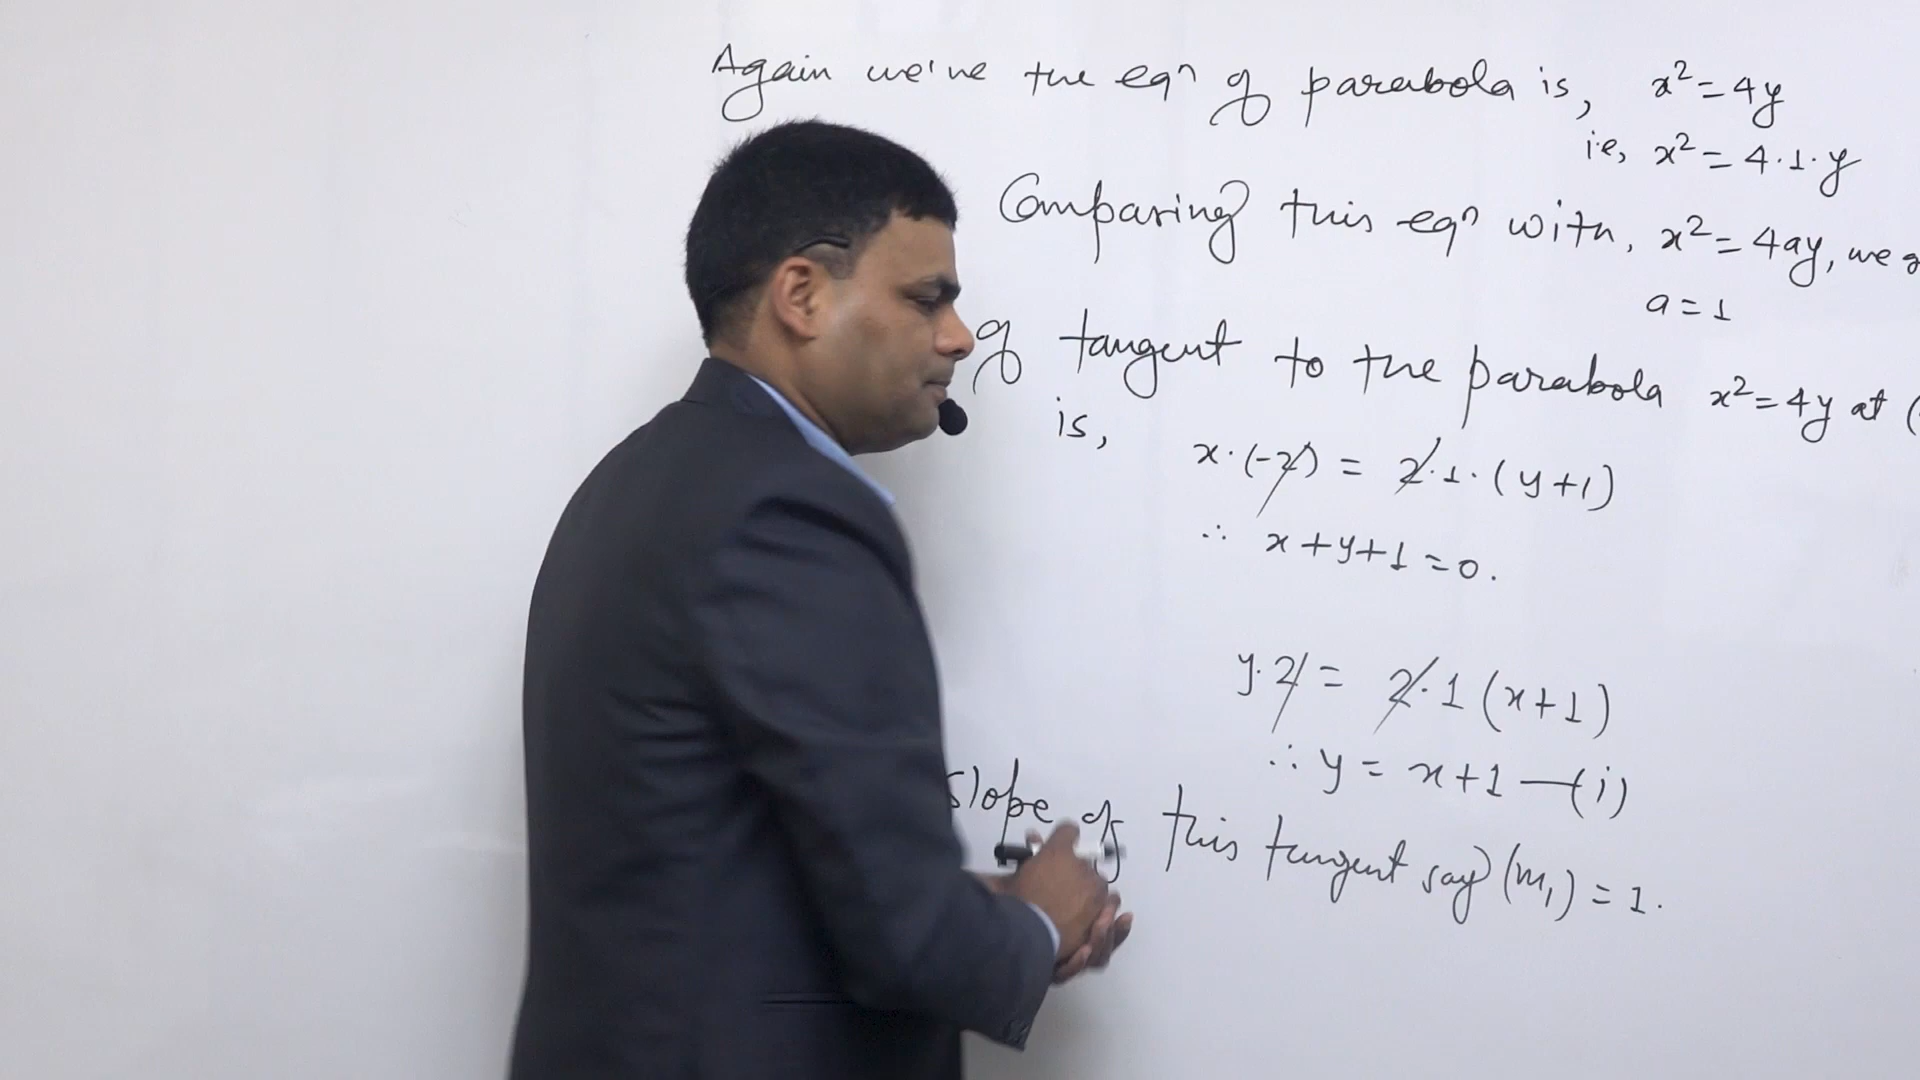 Again we've the eqn of parabola is, x² = 4y
i.e, x² = 4·1·y
Comparing this eqn with, x² = 4ay, we g
a = 1
of tangent to the parabola x² = 4y at (
is,
x·(-2) = 2·1·(y+1)
∴ x+y+1 = 0.
y·2 = 2·1(x+1)
∴ y = x+1 —(i)
slope of this tangent say (m₁) = 1.